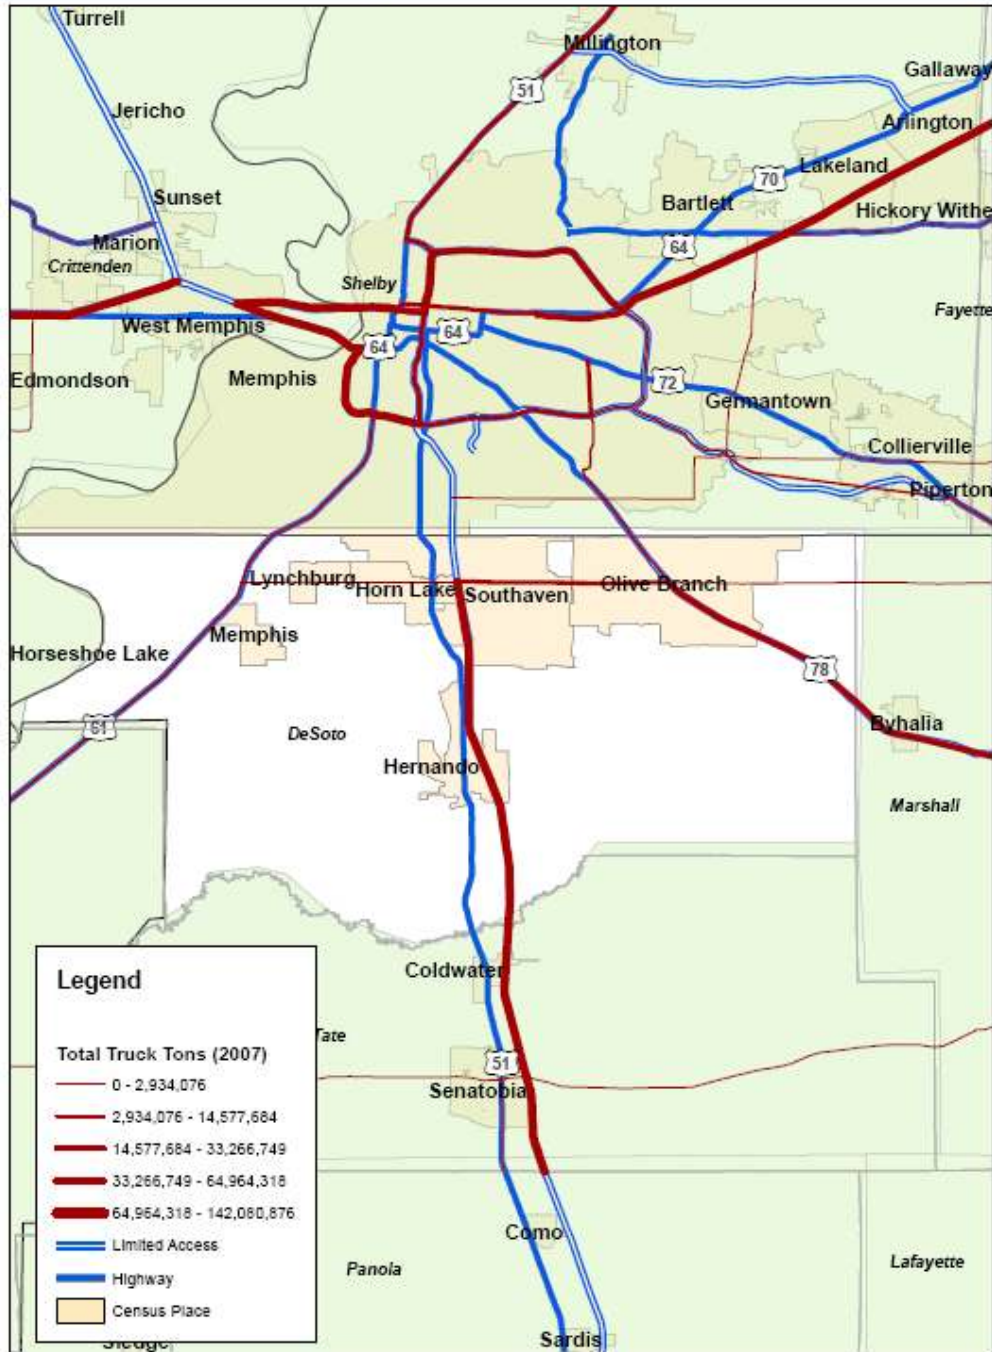 Turrell
Millington
51
Gallaway
Jericho
Arlington
Lakeland
70
Sunset
Bartlett
Hickory Withe
Marion
64
Crittenden
Shelby
Fayette
West Memphis
64
64
Edmondson
Memphis
72
Germantown
Collierville
Piperton
Lynchburg
Horn Lake
Southaven
Olive Branch
Memphis
Horseshoe Lake
78
61
DeSoto
Byhalia
Hernando
Marshall
Coldwater
Tate
51
Senatobia
Como
Panola
Lafayette
Sardis
Legend
Total Truck Tons (2007)
0 - 2,934,076
2,934,076 - 14,577,684
14,577,684 - 33,266,749
33,266,749 - 64,964,318
64,964,318 - 142,080,876
Limited Access
Highway
Census Place
Sledge